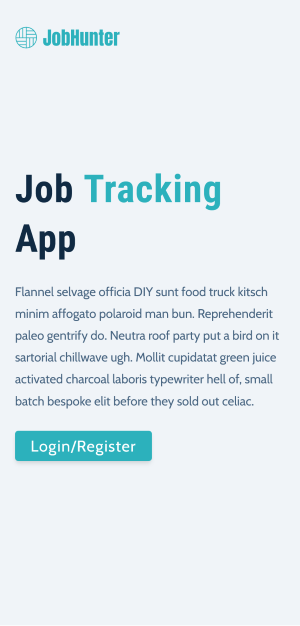 JobHunter
Job Tracking
App
Flannel selvage officia DIY sunt food truck kitsch
minim affogato polaroid man bun. Reprehenderit
paleo gentrify do. Neutra roof party put a bird on it
sartorial chillwave ugh. Mollit cupidatat green juice
activated charcoal laboris typewriter hell of, small
batch bespoke elit before they sold out celiac.
Login/Register